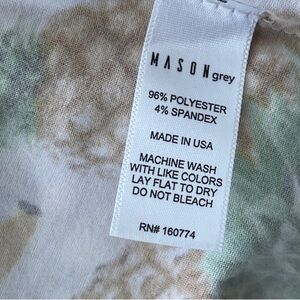 MASON grey
96% POLYESTER
4% SPANDEX
MADE IN USA
MACHINE WASH
WITH LIKE COLORS
LAY FLAT TO DRY
DO NOT BLEACH
RN# 160774